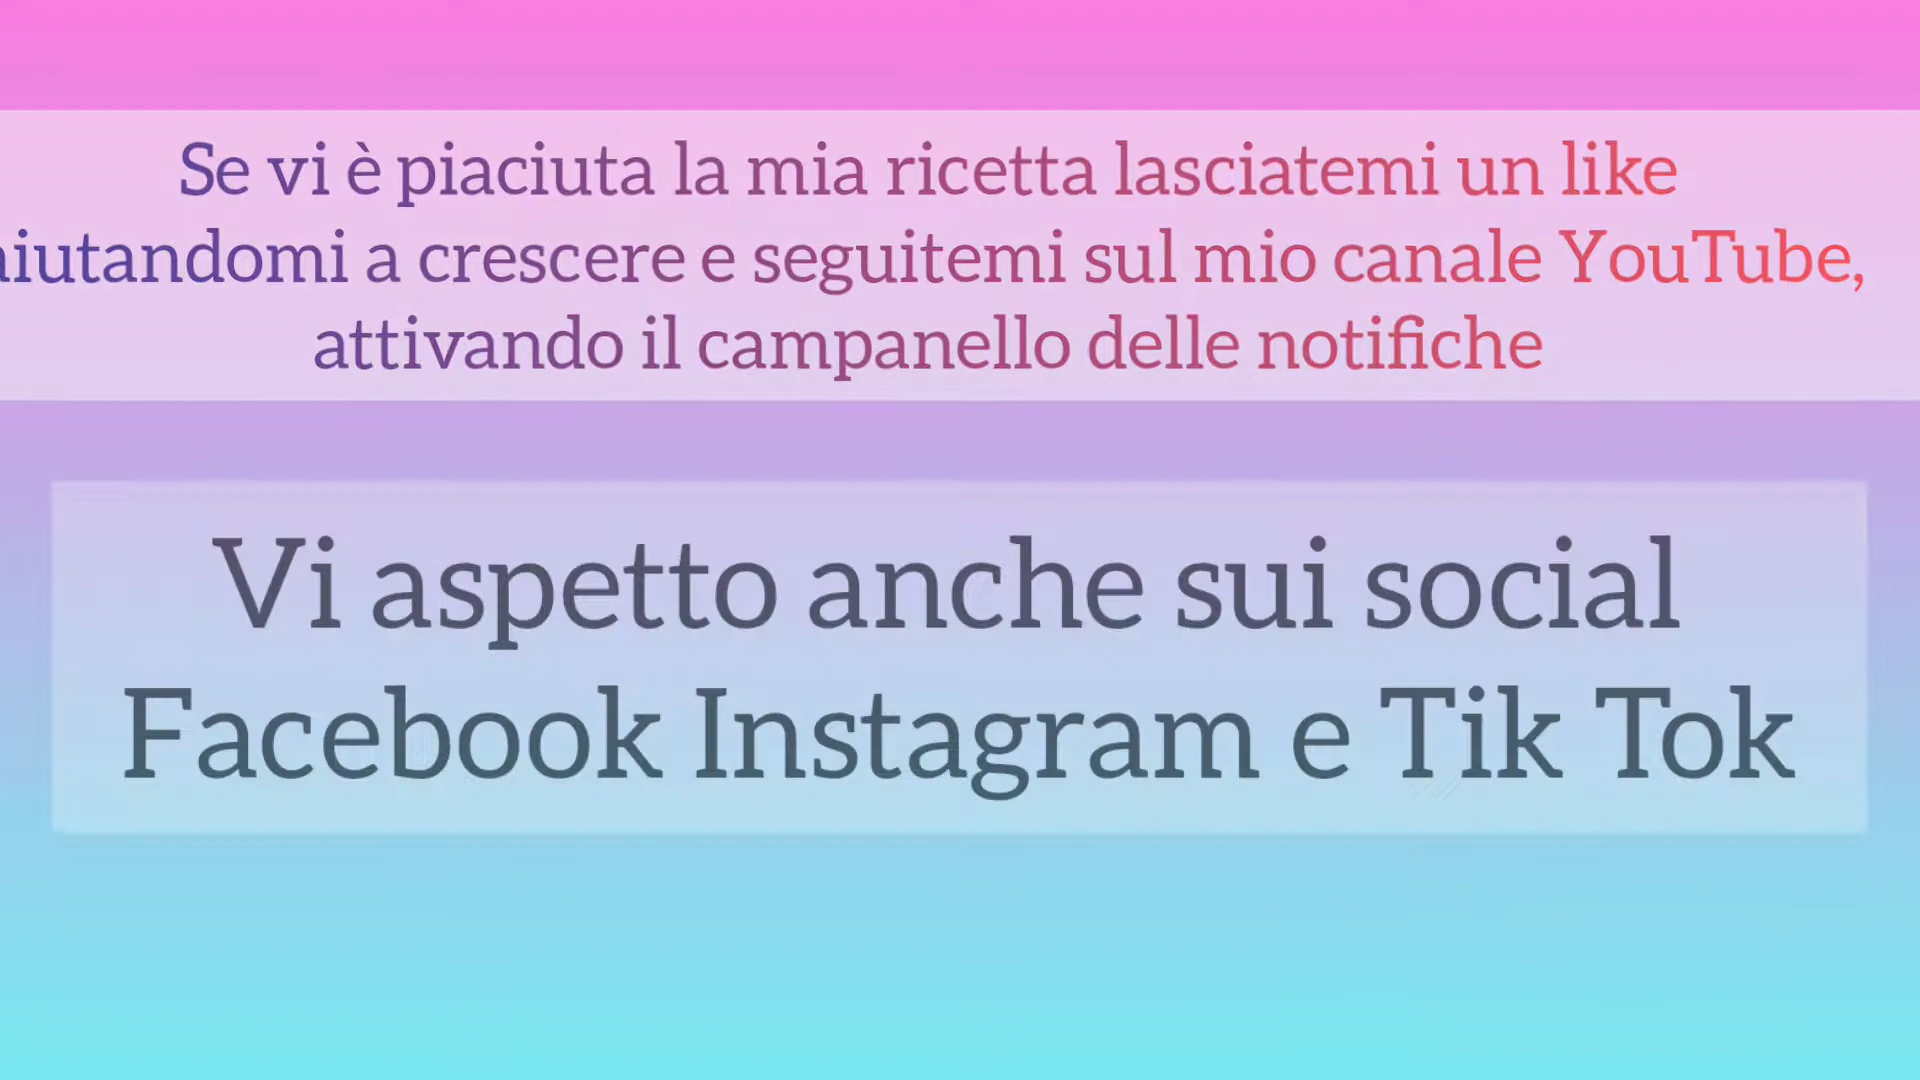 Se vi è piaciuta la mia ricetta lasciatemi un like
aiutandomi a crescere e seguitemi sul mio canale YouTube,
attivando il campanello delle notifiche
Vi aspetto anche sui social
Facebook Instagram e Tik Tok